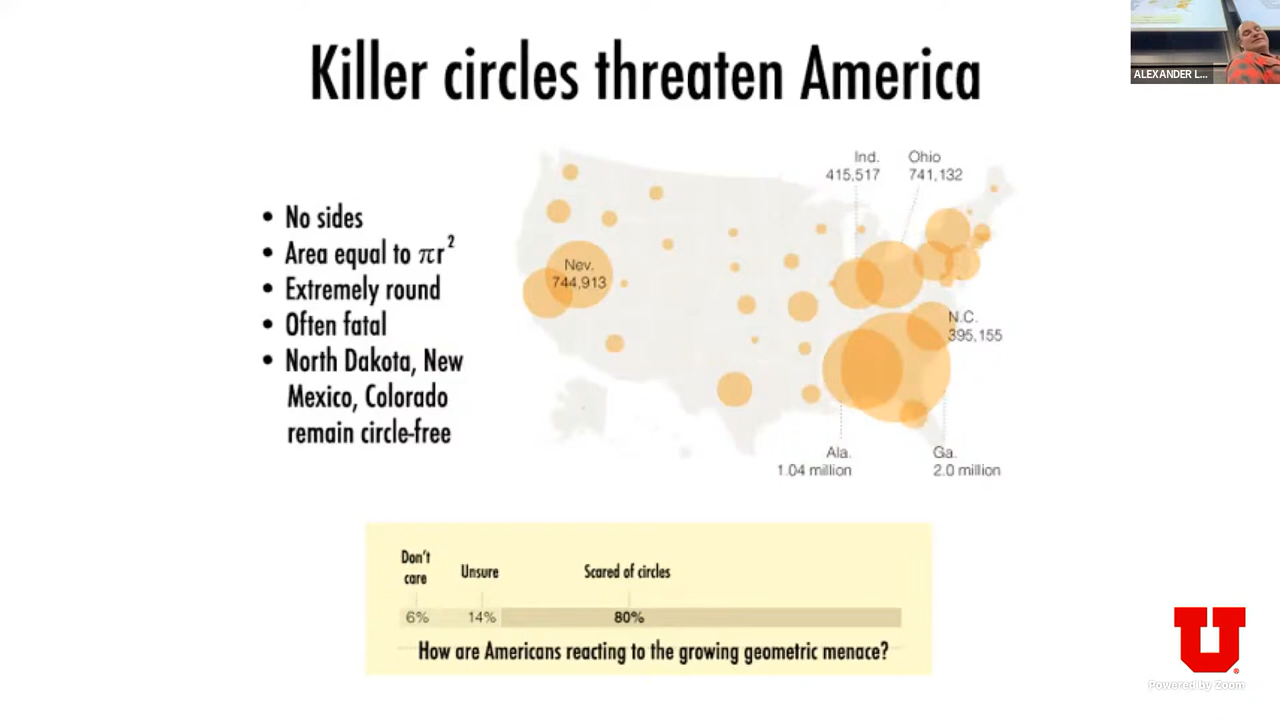 Killer circles threaten America
ALEXANDER L...
• No sides
• Area equal to πr²
• Extremely round
• Often fatal
• North Dakota, New
Mexico, Colorado
remain circle-free
Ind.
415,517
Ohio
741,132
Nev.
744,913
N.C.
395,155
Ala.
1.04 million
Ga.
2.0 million
Don't
care
Unsure
Scared of circles
6%
14%
80%
How are Americans reacting to the growing geometric menace?
U
Powered by Zoom